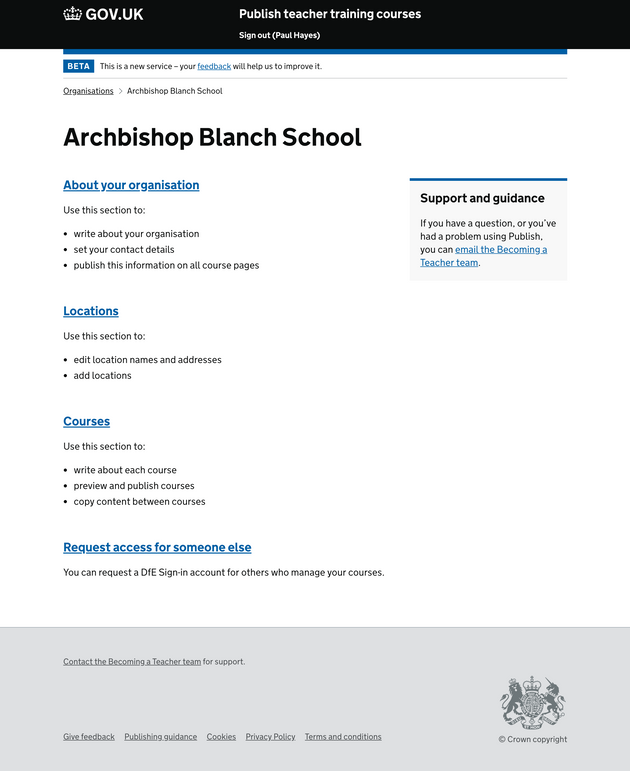 GOV.UK
Publish teacher training courses
Sign out (Paul Hayes)
BETA This is a new service – your feedback will help us to improve it.
Organisations > Archbishop Blanch School
Archbishop Blanch School
About your organisation
Use this section to:
• write about your organisation
• set your contact details
• publish this information on all course pages
Locations
Use this section to:
• edit location names and addresses
• add locations
Courses
Use this section to:
• write about each course
• preview and publish courses
• copy content between courses
Request access for someone else
You can request a DfE Sign-in account for others who manage your courses.
Support and guidance
If you have a question, or you’ve
had a problem using Publish,
you can email the Becoming a
Teacher team.
Contact the Becoming a Teacher team for support.
Give feedback Publishing guidance Cookies Privacy Policy Terms and conditions
© Crown copyright